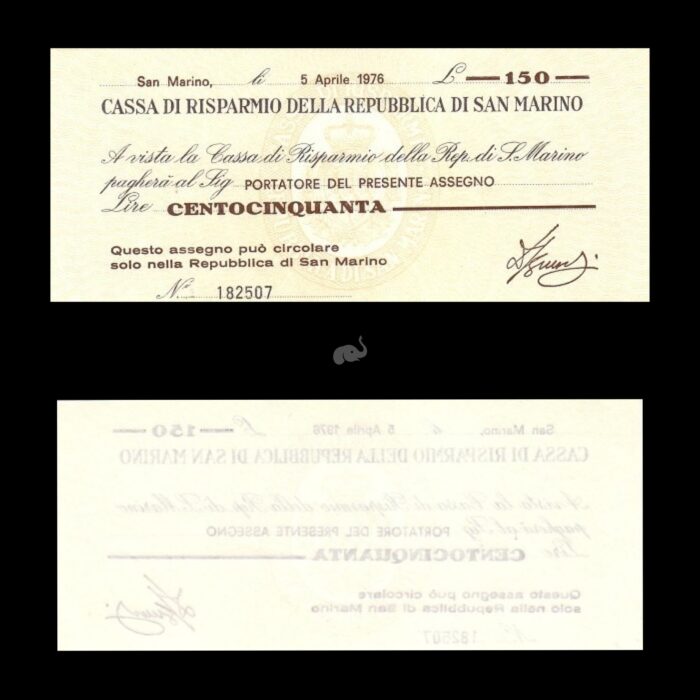 San Marino, li 5 Aprile 1976 £ 150
CASSA DI RISPARMIO DELLA REPUBBLICA DI SAN MARINO
A vista la Cassa di Risparmio della Rep. di S. Marino
pagherà al Sig PORTATORE DEL PRESENTE ASSEGNO
Lire CENTOCINQUANTA
Questo assegno può circolare
solo nella Repubblica di San Marino
N. 182507